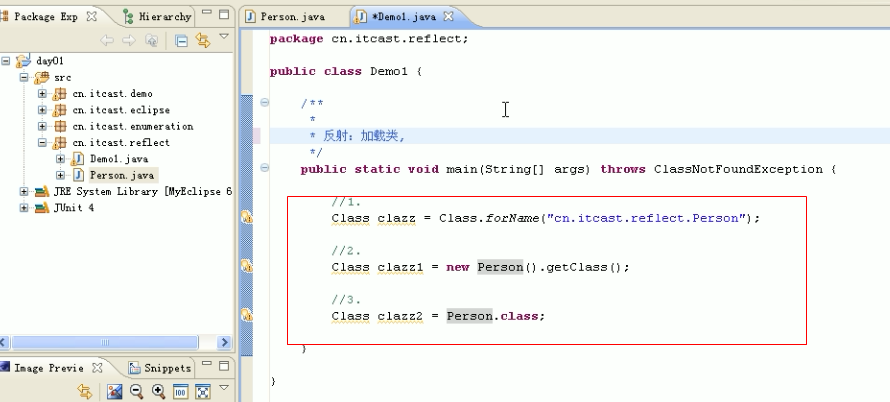 Package Exp
Hierarchy
day01
src
cn.itcast.demo
cn.itcast.eclipse
cn.itcast.enumeration
cn.itcast.reflect
Demo1.java
Person.java
JRE System Library [MyEclipse 6
JUnit 4
Image Previe
Snippets
100
Person.java
*Demo1.java
package cn.itcast.reflect;
public class Demo1 {
/**
*
* 反射：加载类,
*/
public static void main(String[] args) throws ClassNotFoundException {
//1.
Class clazz = Class.forName("cn.itcast.reflect.Person");
//2.
Class clazz1 = new Person().getClass();
//3.
Class clazz2 = Person.class;
}
}